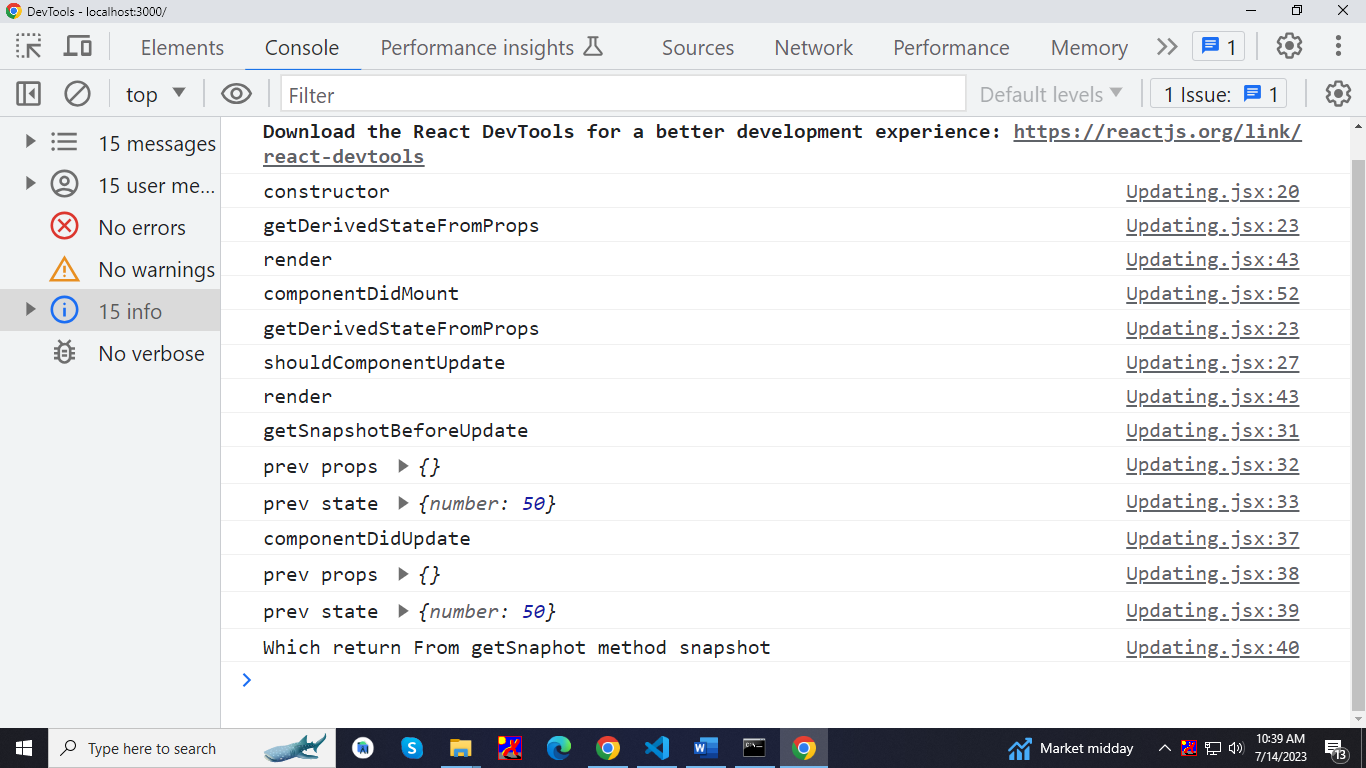 DevTools - localhost:3000/
Elements Console Performance insights Sources Network Performance Memory 1
top Filter Default levels 1 Issue: 1
15 messages
15 user me...
No errors
No warnings
15 info
No verbose
Download the React DevTools for a better development experience: https://reactjs.org/link/
react-devtools
constructor Updating.jsx:20
getDerivedStateFromProps Updating.jsx:23
render Updating.jsx:43
componentDidMount Updating.jsx:52
getDerivedStateFromProps Updating.jsx:23
shouldComponentUpdate Updating.jsx:27
render Updating.jsx:43
getSnapshotBeforeUpdate Updating.jsx:31
prev props {} Updating.jsx:32
prev state {number: 50} Updating.jsx:33
componentDidUpdate Updating.jsx:37
prev props {} Updating.jsx:38
prev state {number: 50} Updating.jsx:39
Which return From getSnaphot method snapshot Updating.jsx:40
Type here to search
Market midday
10:39 AM
7/14/2023
13